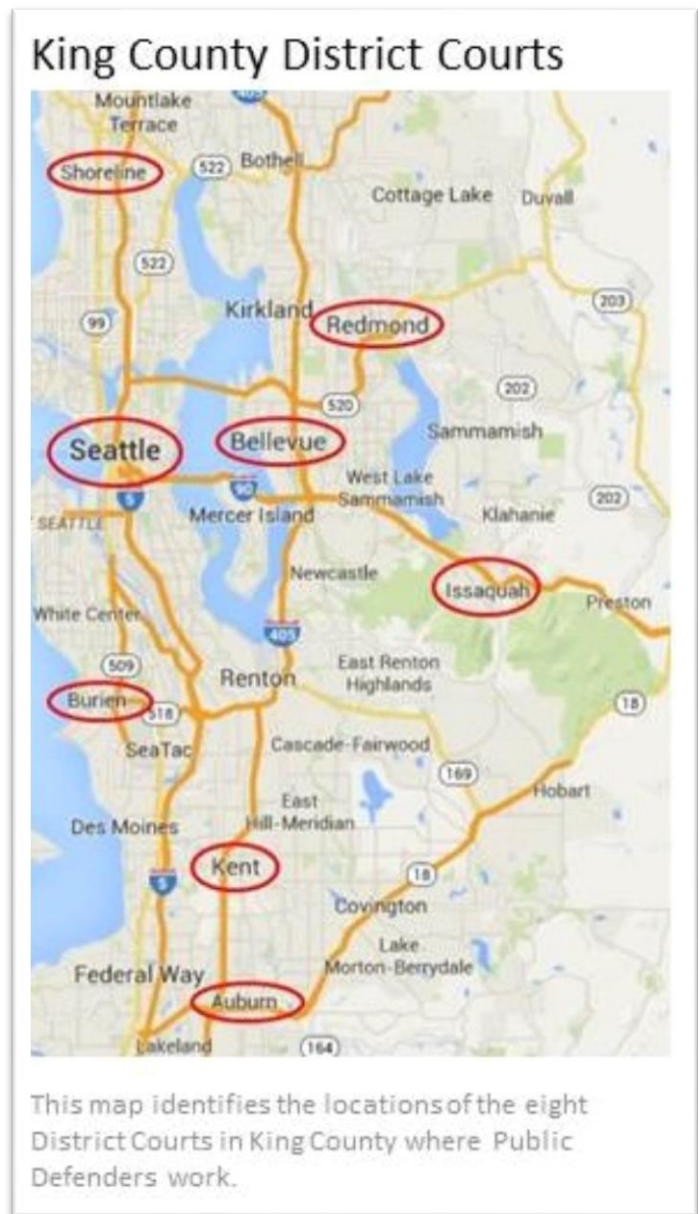 King County District Courts
405
Mountlake
Terrace
Shoreline
522
Bothell
Cottage Lake
Duvall
522
Kirkland
203
99
Redmond
202
520
Seattle
Bellevue
Sammamish
West Lake
Sammamish
90
5
202
SEATTLE
Mercer Island
Klahanie
Newcastle
Issaquah
Preston
White Center
405
509
Renton
East Renton
Highlands
Burien
518
18
SeaTac
Cascade-Fairwood
169
Hobart
East
Hill-Meridian
Des Moines
Kent
5
18
Covington
Lake
Morton-Berrydale
Federal Way
Auburn
Lakeland
164
This map identifies the locations of the eight
District Courts in King County where Public
Defenders work.